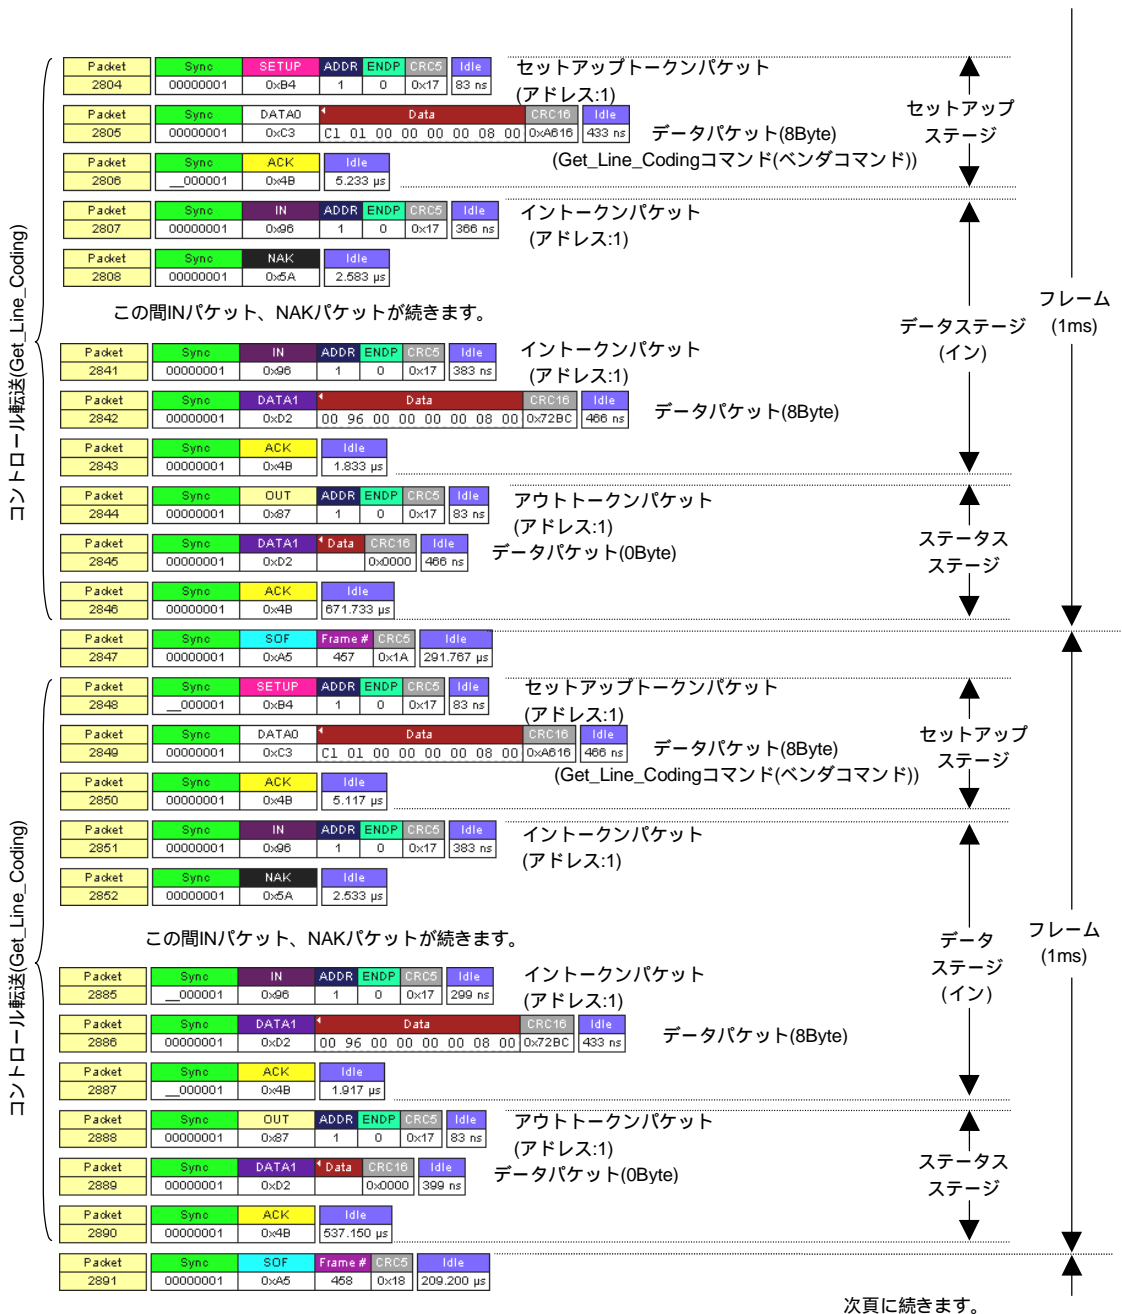 Packet Sync SETUP ADDR ENDP CRC5 Idle セットアップトークンパケット
2804 00000001 0xB4 1 0 0x17 83 ns (アドレス:1)
セットアップ
ステージ
Packet Sync DATA0 Data CRC16 Idle
2805 00000001 0xC3 C1 01 00 00 00 00 08 00 0xA616 433 ns データパケット(8Byte)
(Get_Line_Codingコマンド(ベンダコマンド))
Packet Sync ACK Idle
2806 __000001 0x4B 5.233 µs
Packet Sync IN ADDR ENDP CRC5 Idle イントークンパケット
2807 00000001 0x96 1 0 0x17 366 ns (アドレス:1)
Packet Sync NAK Idle
2808 00000001 0x5A 2.583 µs
コントロール転送(Get_Line_Coding)
この間INパケット、NAKパケットが続きます。
データステージ
(イン)
フレーム
(1ms)
Packet Sync IN ADDR ENDP CRC5 Idle イントークンパケット
2841 00000001 0x96 1 0 0x17 383 ns (アドレス:1)
Packet Sync DATA1 Data CRC16 Idle
2842 00000001 0xD2 00 96 00 00 00 00 08 00 0x72BC 466 ns データパケット(8Byte)
Packet Sync ACK Idle
2843 00000001 0x4B 1.833 µs
Packet Sync OUT ADDR ENDP CRC5 Idle アウトトークンパケット
2844 00000001 0x87 1 0 0x17 83 ns (アドレス:1)
Packet Sync DATA1 Data CRC16 Idle データパケット(0Byte)
2845 00000001 0xD2 0x0000 466 ns
ステータス
ステージ
Packet Sync ACK Idle
2846 00000001 0x4B 671.733 µs
Packet Sync SOF Frame # CRC5 Idle
2847 00000001 0xA5 457 0x1A 291.767 µs
Packet Sync SETUP ADDR ENDP CRC5 Idle セットアップトークンパケット
2848 __000001 0xB4 1 0 0x17 83 ns (アドレス:1)
セットアップ
ステージ
Packet Sync DATA0 Data CRC16 Idle
2849 00000001 0xC3 C1 01 00 00 00 00 08 00 0xA616 466 ns データパケット(8Byte)
(Get_Line_Codingコマンド(ベンダコマンド))
Packet Sync ACK Idle
2850 00000001 0x4B 5.117 µs
Packet Sync IN ADDR ENDP CRC5 Idle イントークンパケット
2851 00000001 0x96 1 0 0x17 383 ns (アドレス:1)
Packet Sync NAK Idle
2852 00000001 0x5A 2.533 µs
コントロール転送(Get_Line_Coding)
この間INパケット、NAKパケットが続きます。
データ
ステージ
(イン)
フレーム
(1ms)
Packet Sync IN ADDR ENDP CRC5 Idle イントークンパケット
2885 __000001 0x96 1 0 0x17 299 ns (アドレス:1)
Packet Sync DATA1 Data CRC16 Idle
2886 00000001 0xD2 00 96 00 00 00 00 08 00 0x72BC 433 ns データパケット(8Byte)
Packet Sync ACK Idle
2887 __000001 0x4B 1.917 µs
Packet Sync OUT ADDR ENDP CRC5 Idle アウトトークンパケット
2888 00000001 0x87 1 0 0x17 83 ns (アドレス:1)
Packet Sync DATA1 Data CRC16 Idle データパケット(0Byte)
2889 00000001 0xD2 0x0000 399 ns
ステータス
ステージ
Packet Sync ACK Idle
2890 00000001 0x4B 537.150 µs
Packet Sync SOF Frame # CRC5 Idle
2891 00000001 0xA5 458 0x18 209.200 µs
次頁に続きます。